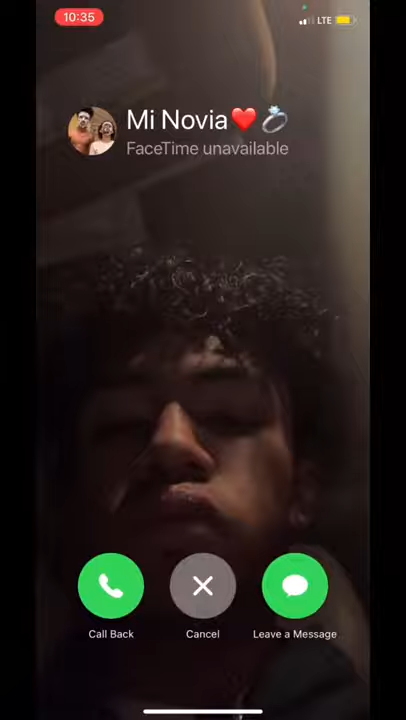 10:35
LTE
Mi Novia❤️💍
FaceTime unavailable
Call Back
Cancel
Leave a Message